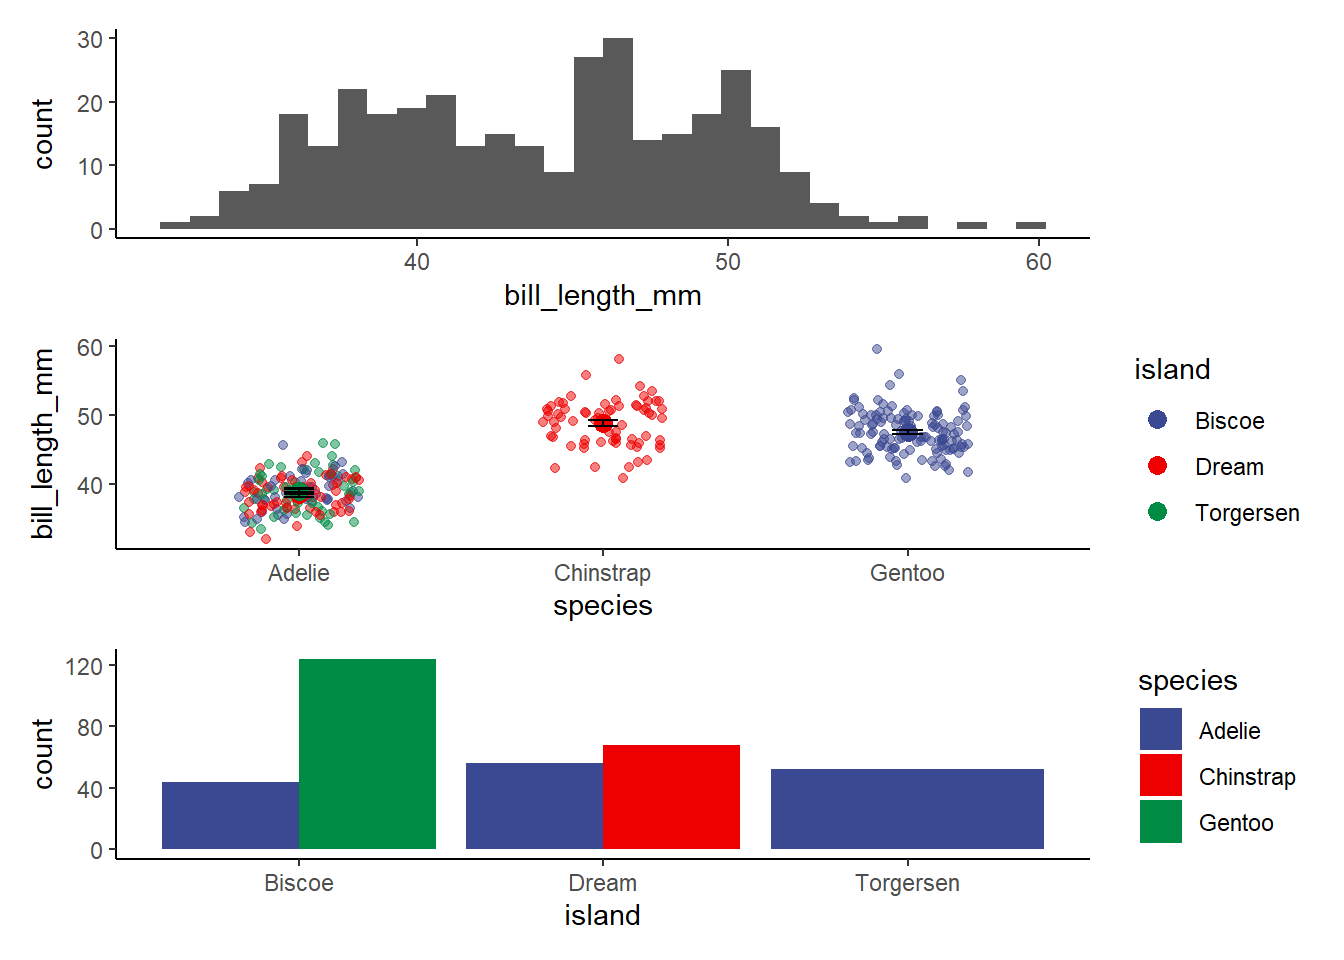 30
20
10
0
count
40 50 60
bill_length_mm
60
50
40
bill_length_mm
Adelie Chinstrap Gentoo
species
island
Biscoe
Dream
Torgersen
120
80
40
0
count
Biscoe Dream Torgersen
island
species
Adelie
Chinstrap
Gentoo